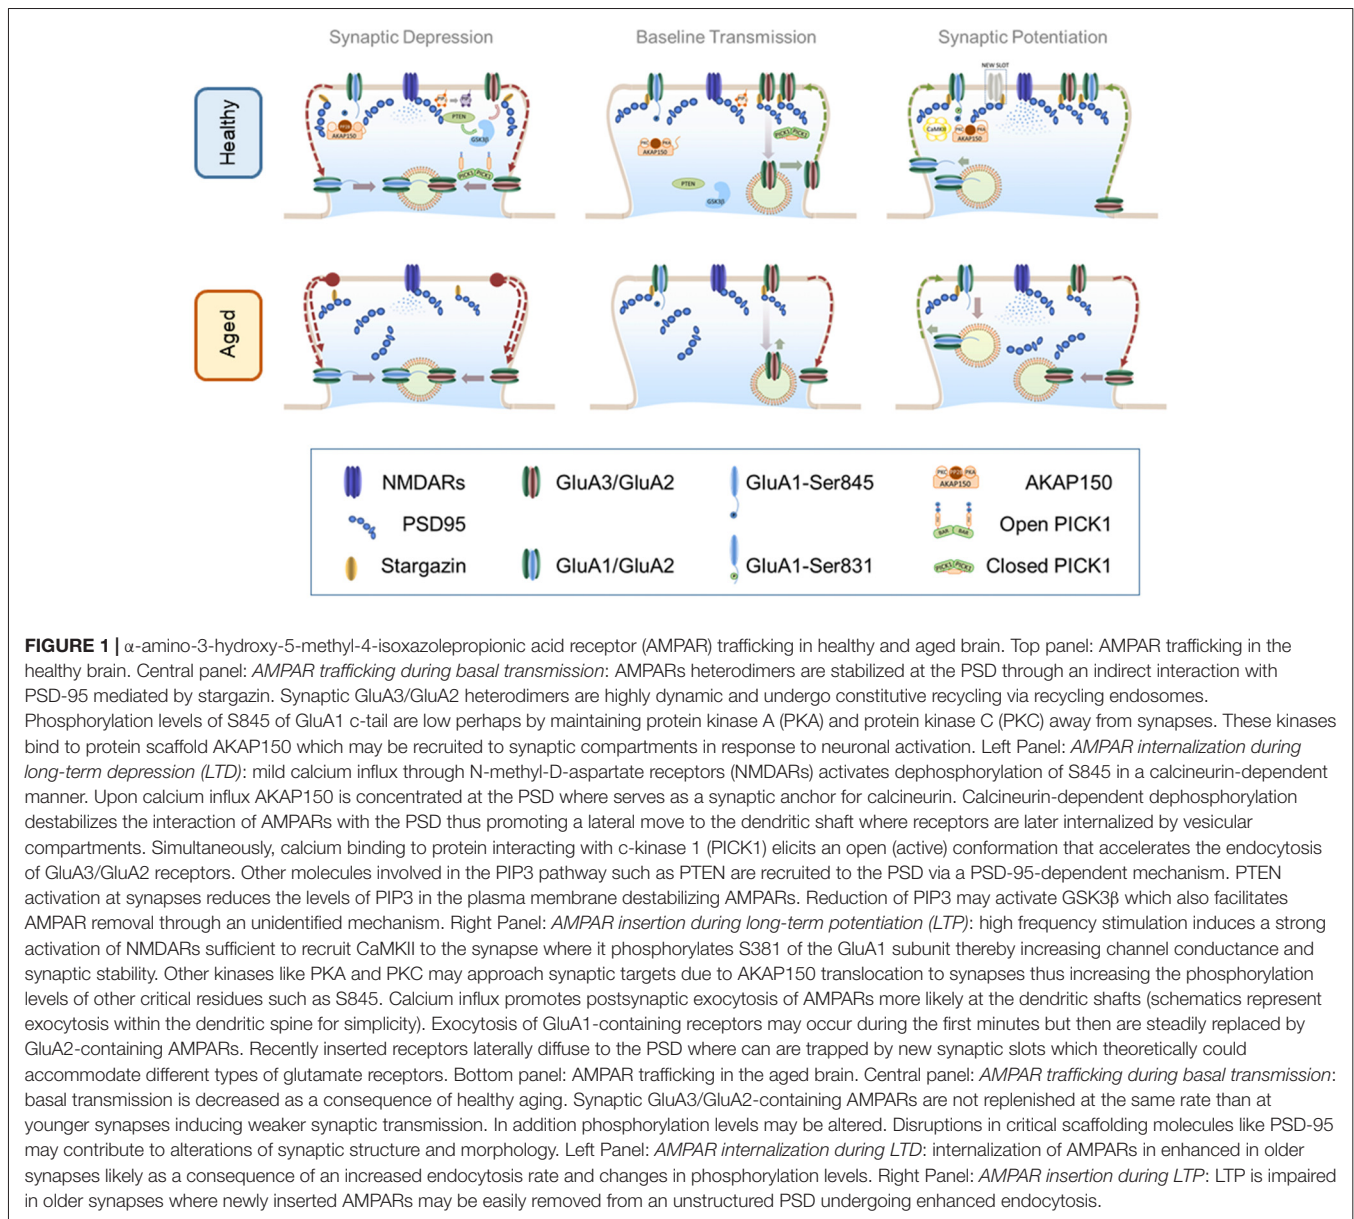 Synaptic Depression
Baseline Transmission
Synaptic Potentiation
Healthy
PP2B
AKAP150
PTEN
GSK3β
PICK1 PICK1
PKC PKA
AKAP150
PTEN
GSK3β
PICK1 PICK1
NEW SLOT
CaMKII
PKC PKA
AKAP150
Aged
NMDARs
GluA3/GluA2
GluA1-Ser845
P
PKC PP2B PKA
AKAP150
AKAP150
PSD95
BAR BAR
Open PICK1
Stargazin
GluA1/GluA2
GluA1-Ser831
P
PICK1 PICK1
Closed PICK1
FIGURE 1 | α-amino-3-hydroxy-5-methyl-4-isoxazolepropionic acid receptor (AMPAR) trafficking in healthy and aged brain. Top panel: AMPAR trafficking in the
healthy brain. Central panel: AMPAR trafficking during basal transmission: AMPARs heterodimers are stabilized at the PSD through an indirect interaction with
PSD-95 mediated by stargazin. Synaptic GluA3/GluA2 heterodimers are highly dynamic and undergo constitutive recycling via recycling endosomes.
Phosphorylation levels of S845 of GluA1 c-tail are low perhaps by maintaining protein kinase A (PKA) and protein kinase C (PKC) away from synapses. These kinases
bind to protein scaffold AKAP150 which may be recruited to synaptic compartments in response to neuronal activation. Left Panel: AMPAR internalization during
long-term depression (LTD): mild calcium influx through N-methyl-D-aspartate receptors (NMDARs) activates dephosphorylation of S845 in a calcineurin-dependent
manner. Upon calcium influx AKAP150 is concentrated at the PSD where serves as a synaptic anchor for calcineurin. Calcineurin-dependent dephosphorylation
destabilizes the interaction of AMPARs with the PSD thus promoting a lateral move to the dendritic shaft where receptors are later internalized by vesicular
compartments. Simultaneously, calcium binding to protein interacting with c-kinase 1 (PICK1) elicits an open (active) conformation that accelerates the endocytosis
of GluA3/GluA2 receptors. Other molecules involved in the PIP3 pathway such as PTEN are recruited to the PSD via a PSD-95-dependent mechanism. PTEN
activation at synapses reduces the levels of PIP3 in the plasma membrane destabilizing AMPARs. Reduction of PIP3 may activate GSK3β which also facilitates
AMPAR removal through an unidentified mechanism. Right Panel: AMPAR insertion during long-term potentiation (LTP): high frequency stimulation induces a strong
activation of NMDARs sufficient to recruit CaMKII to the synapse where it phosphorylates S381 of the GluA1 subunit thereby increasing channel conductance and
synaptic stability. Other kinases like PKA and PKC may approach synaptic targets due to AKAP150 translocation to synapses thus increasing the phosphorylation
levels of other critical residues such as S845. Calcium influx promotes postsynaptic exocytosis of AMPARs more likely at the dendritic shafts (schematics represent
exocytosis within the dendritic spine for simplicity). Exocytosis of GluA1-containing receptors may occur during the first minutes but then are steadily replaced by
GluA2-containing AMPARs. Recently inserted receptors laterally diffuse to the PSD where can are trapped by new synaptic slots which theoretically could
accommodate different types of glutamate receptors. Bottom panel: AMPAR trafficking in the aged brain. Central panel: AMPAR trafficking during basal transmission:
basal transmission is decreased as a consequence of healthy aging. Synaptic GluA3/GluA2-containing AMPARs are not replenished at the same rate than at
younger synapses inducing weaker synaptic transmission. In addition phosphorylation levels may be altered. Disruptions in critical scaffolding molecules like PSD-95
may contribute to alterations of synaptic structure and morphology. Left Panel: AMPAR internalization during LTD: internalization of AMPARs in enhanced in older
synapses likely as a consequence of an increased endocytosis rate and changes in phosphorylation levels. Right Panel: AMPAR insertion during LTP: LTP is impaired
in older synapses where newly inserted AMPARs may be easily removed from an unstructured PSD undergoing enhanced endocytosis.